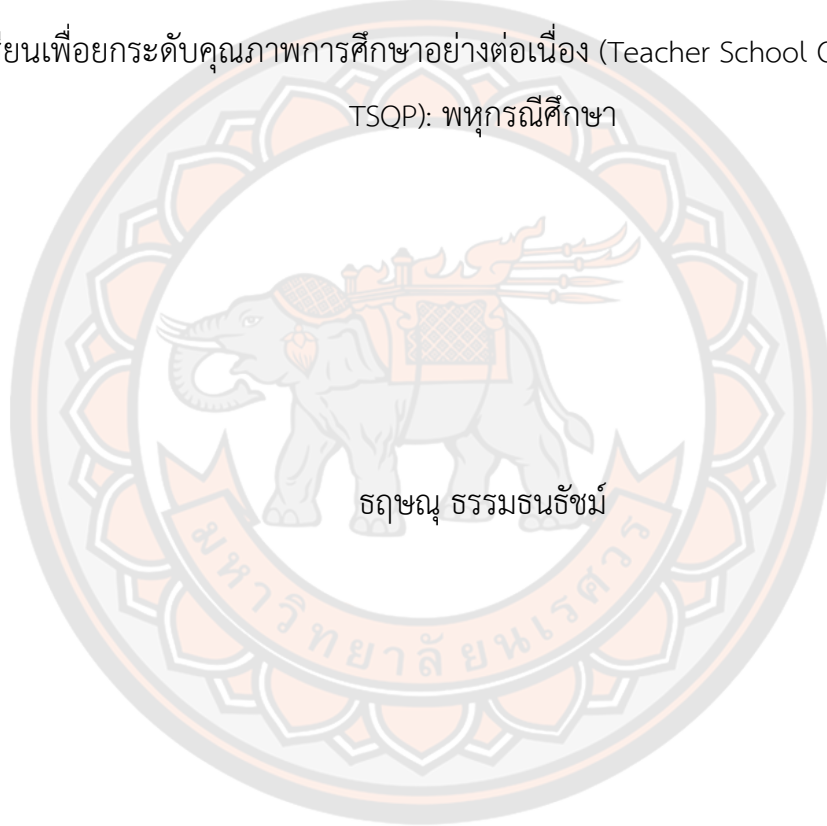 ยนเพื่อยกระดับคุณภาพการศึกษาอย่างต่อเนื่อง (Teacher School
TSQP): พหุกรณีศึกษา
ธฤษณุ ธรรมธนธัชม์
มหาวิทยาลัยนเรศวร